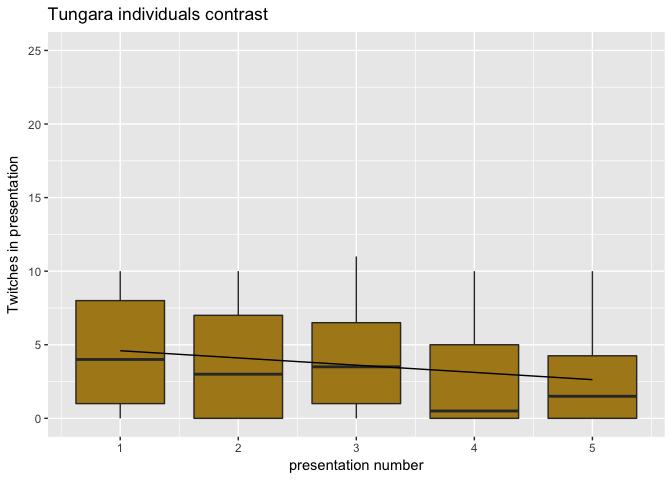 Tungara individuals contrast
Twitches in presentation
25
20
15
10
5
0
1 2 3 4 5
presentation number